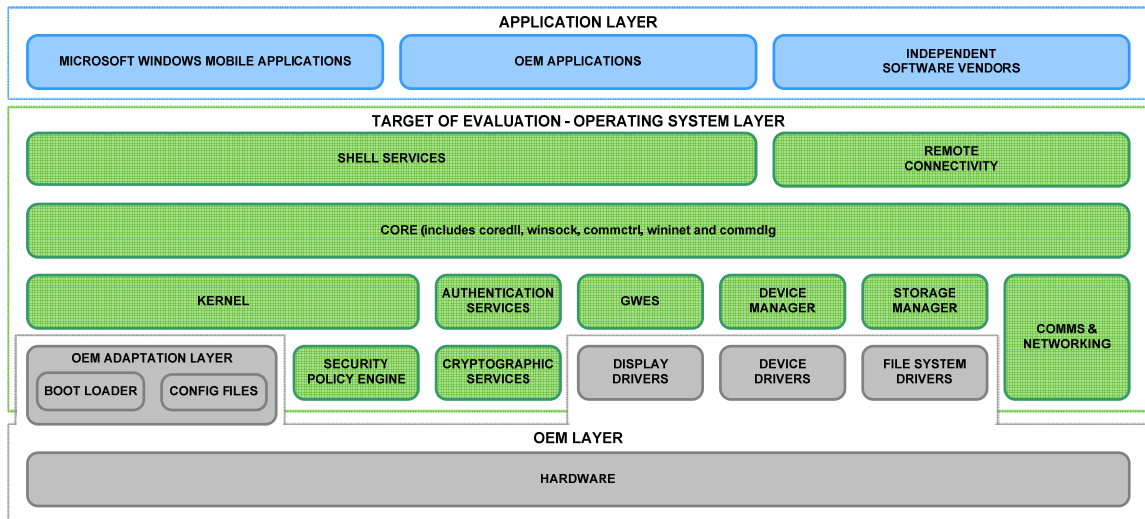 APPLICATION LAYER
MICROSOFT WINDOWS MOBILE APPLICATIONS
OEM APPLICATIONS
INDEPENDENT
SOFTWARE VENDORS
TARGET OF EVALUATION - OPERATING SYSTEM LAYER
SHELL SERVICES
REMOTE
CONNECTIVITY
CORE (includes coredll, winsock, commctrl, wininet and commdlg
KERNEL
AUTHENTICATION
SERVICES
GWES
DEVICE
MANAGER
STORAGE
MANAGER
COMMS &
NETWORKING
OEM ADAPTATION LAYER
BOOT LOADER
CONFIG FILES
SECURITY
POLICY ENGINE
CRYPTOGRAPHIC
SERVICES
DISPLAY
DRIVERS
DEVICE
DRIVERS
FILE SYSTEM
DRIVERS
OEM LAYER
HARDWARE